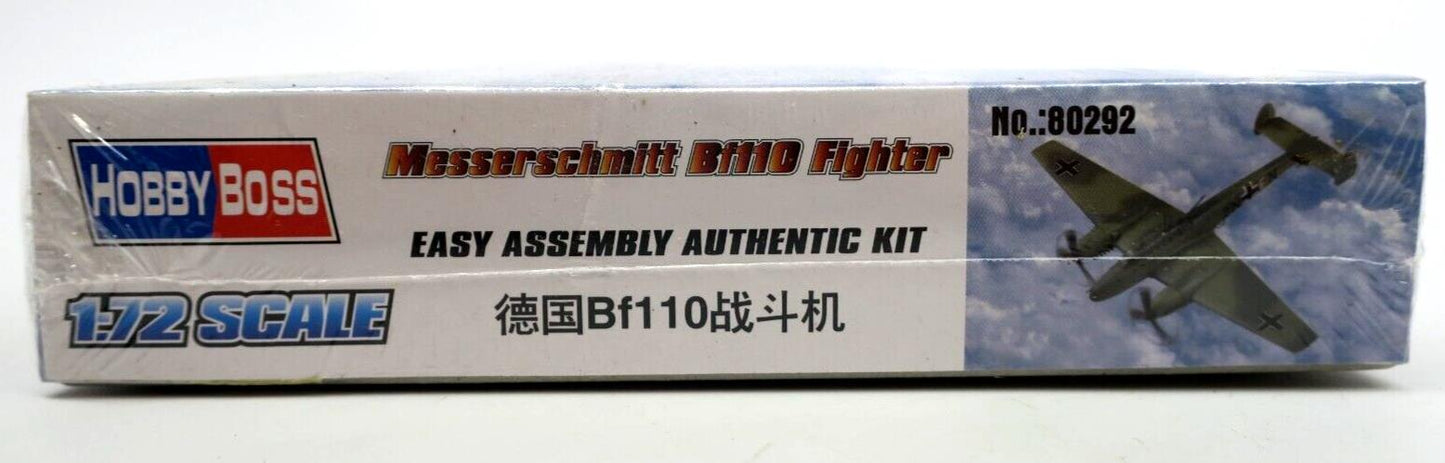 HOBBY BOSS
Messerschmitt Bf110 Fighter
No.:80292
EASY ASSEMBLY AUTHENTIC KIT
1:72 SCALE
德国Bf110战斗机